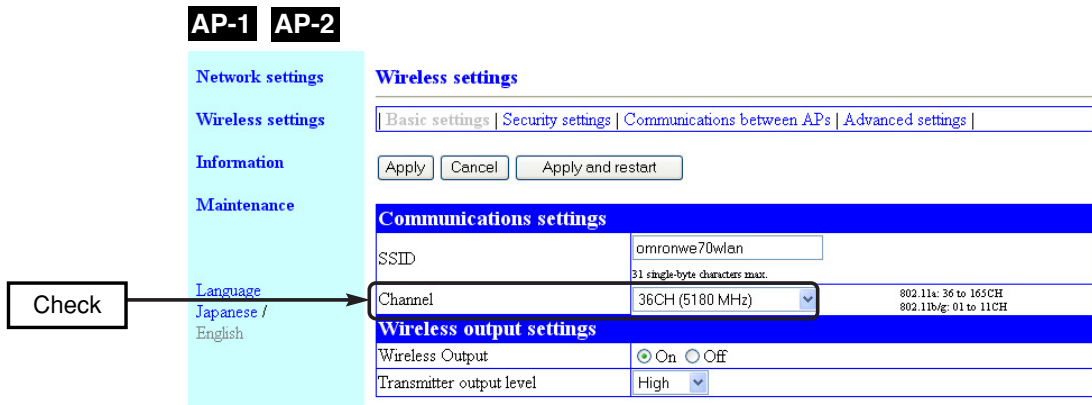 AP-1 AP-2
Network settings
Wireless settings
Information
Maintenance
Language
Japanese /
English
Check
Wireless settings
| Basic settings | Security settings | Communications between APs | Advanced settings |
Apply Cancel Apply and restart
Communications settings
SSID omronwe70wlan
31 single-byte characters max.
Channel 36CH (5180 MHz) 802.11a: 36 to 165CH
802.11b/g: 01 to 11CH
Wireless output settings
Wireless Output On Off
Transmitter output level High